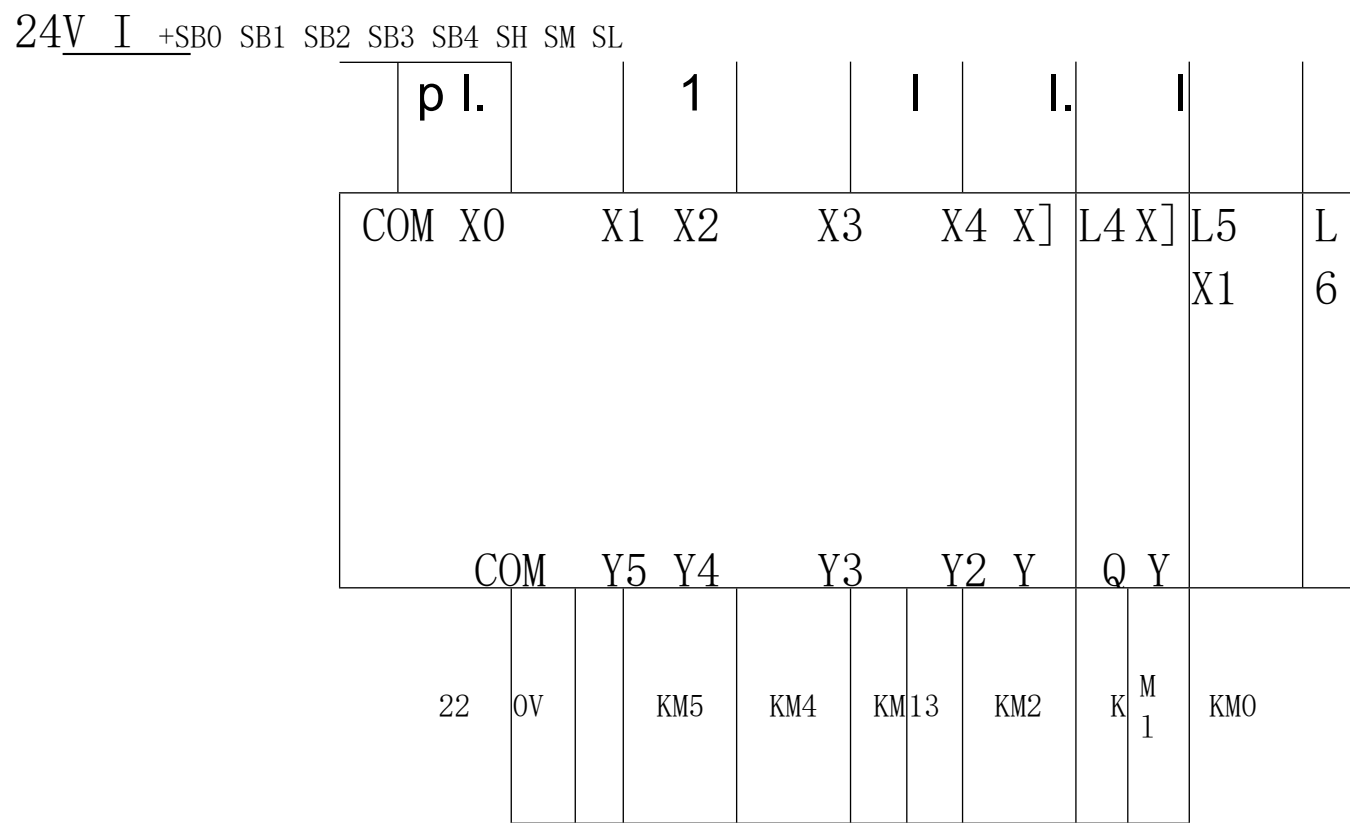 24V I +SB0 SB1 SB2 SB3 SB4 SH SM SL
p l. 1 l l. l
COM X0 X1 X2 X3 X4 X] L4 X] L5 L
X1 6
COM Y5 Y4 Y3 Y2 Y Q Y
22 0V KM5 KM4 KM 13 KM2 K M KM0
1